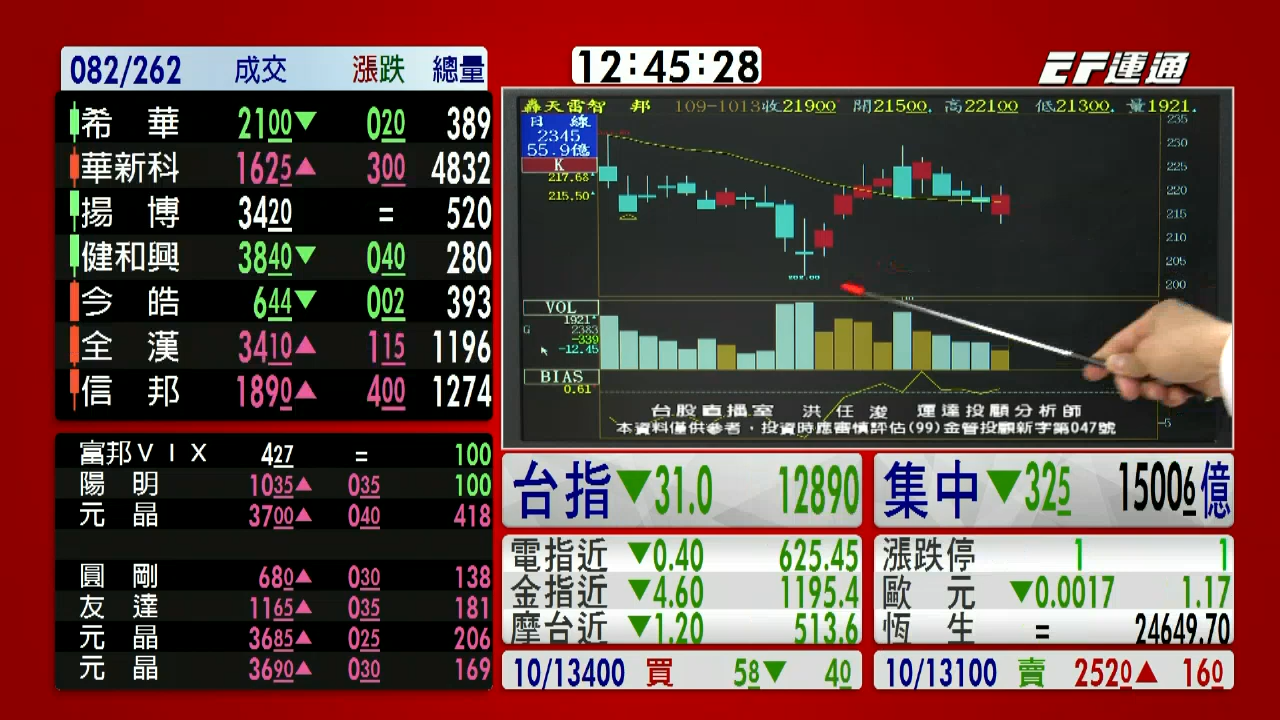 082/262 成交 漲跌 總量
希華 2100▼ 020 389
華新科 1625▲ 300 4832
揚博 3420 = 520
健和興 3840▼ 040 280
今皓 644▼ 002 393
全漢 3410▲ 115 1196
信邦 1890▲ 400 1274
富邦VIX 427 = 100
陽明 1035▲ 035 100
元晶 3700▲ 040 418
圓剛 680▲ 030 138
友達 1165▲ 035 181
元晶 3685▲ 025 206
元晶 3690▲ 030 169
12:45:28
EF運通
轟天雷智邦 109-1013收21900 開21500. 高22100 低21300. 量1921.
日線
2345
55.9億
K
217.68
215.50
235
230
225
220
215
210
205
200
VOL
1921
G 2383
-339
-12.45
BIAS
0.61
-5
台股直播室 洪任浚 運達投顧分析師
本資料僅供參考,投資時應審慎評估(99)金管投顧新字第047號
台指▼31.0 12890
集中▼325 15006億
電指近 ▼0.40 625.45
金指近 ▼4.60 1195.4
摩台近 ▼1.20 513.6
漲跌停 1 1
歐元 ▼0.0017 1.17
恆生 = 24649.70
10/13400 買 58▼ 40
10/13100 賣 2520▲ 160